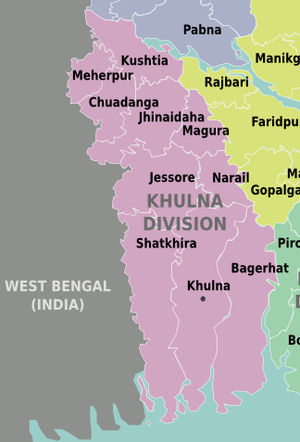 Pabna
Manikg
Kushtia
Meherpur
Rajbari
Chuadanga
Jhinaidaha
Faridpu
Magura
Jessore
Narail
Ma
Gopalga
KHULNA
DIVISION
Shatkhira
Piro
Bagerhat
WEST BENGAL
(INDIA)
Khulna
Bo